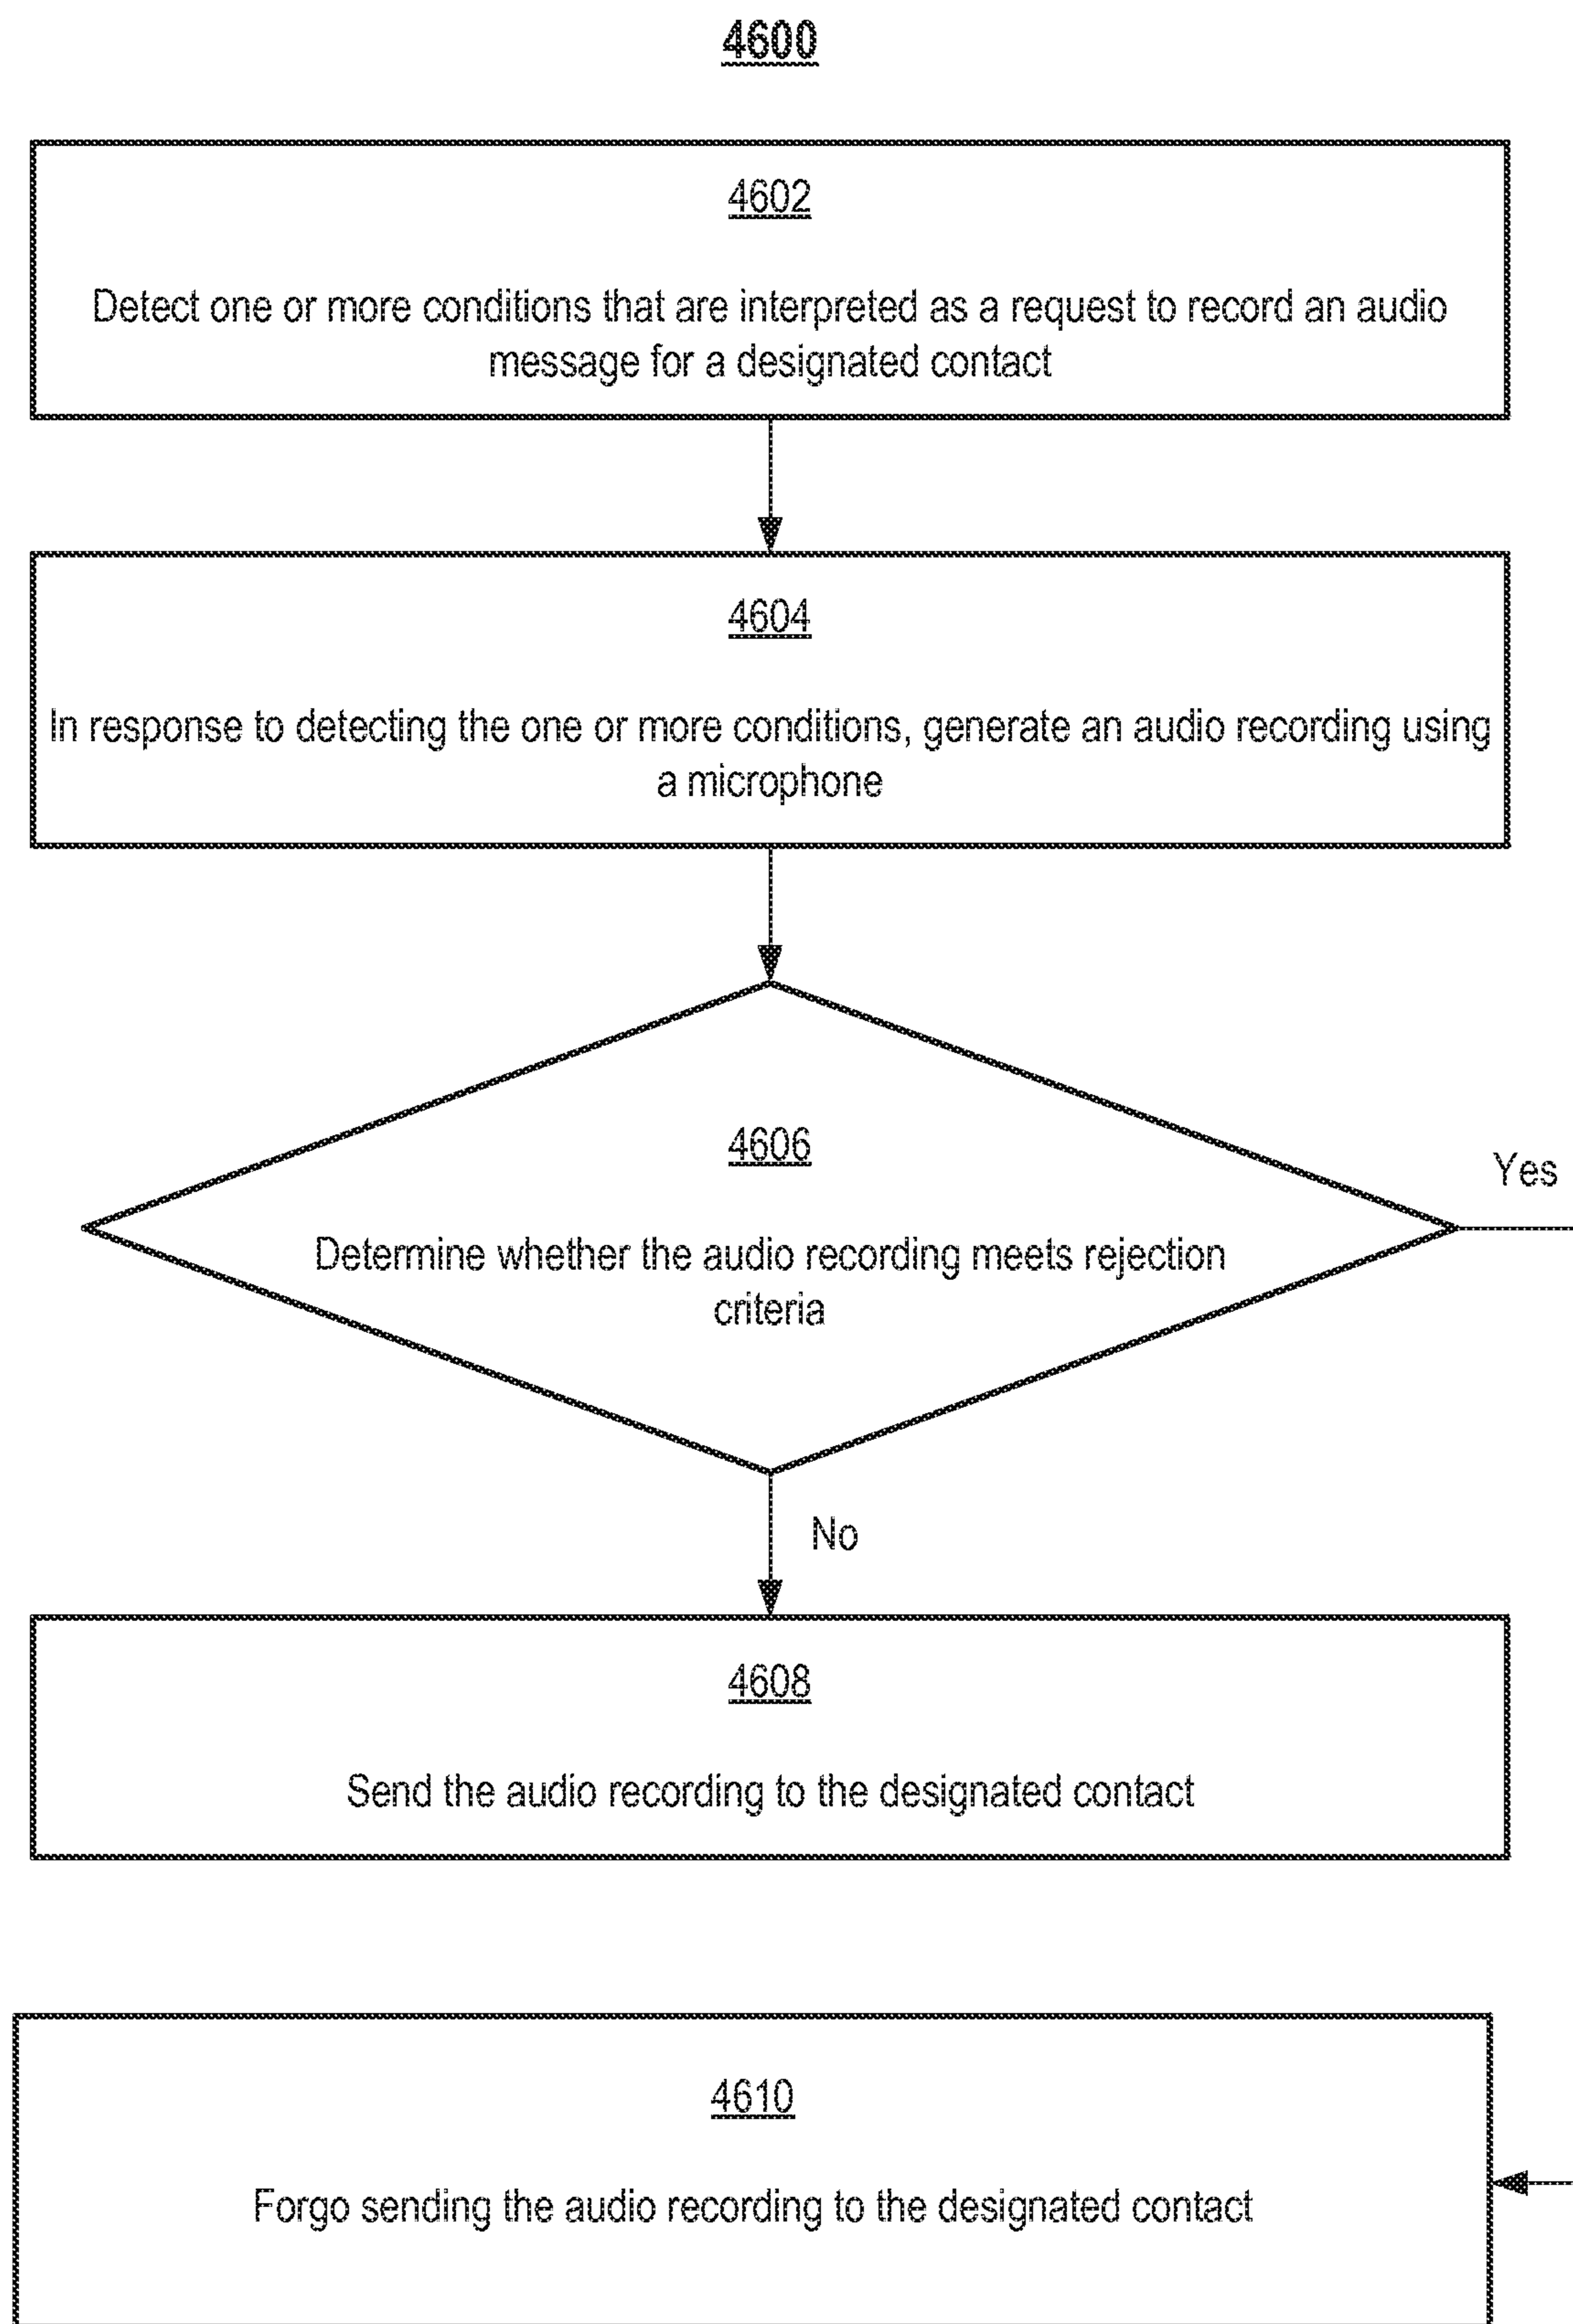 4600
4602
Detect one or more conditions that are interpreted as a request to record an audio
message for a designated contact
4604
In response to detecting the one or more conditions, generate an audio recording using
a microphone
4606
Yes
Determine whether the audio recording meets rejection
criteria
No
4608
Send the audio recording to the designated contact
4610
Forgo sending the audio recording to the designated contact